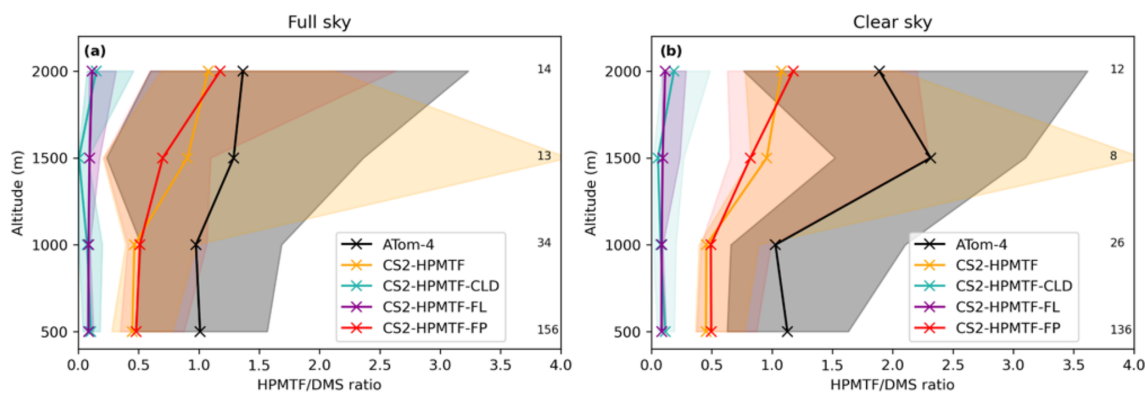 Full sky
(a)
2000
1500
1000
500
Altitude (m)
14
13
34
156
ATom-4
CS2-HPMTF
CS2-HPMTF-CLD
CS2-HPMTF-FL
CS2-HPMTF-FP
0.0 0.5 1.0 1.5 2.0 2.5 3.0 3.5 4.0
HPMTF/DMS ratio
Clear sky
(b)
2000
1500
1000
500
Altitude (m)
12
8
26
136
ATom-4
CS2-HPMTF
CS2-HPMTF-CLD
CS2-HPMTF-FL
CS2-HPMTF-FP
0.0 0.5 1.0 1.5 2.0 2.5 3.0 3.5 4.0
HPMTF/DMS ratio